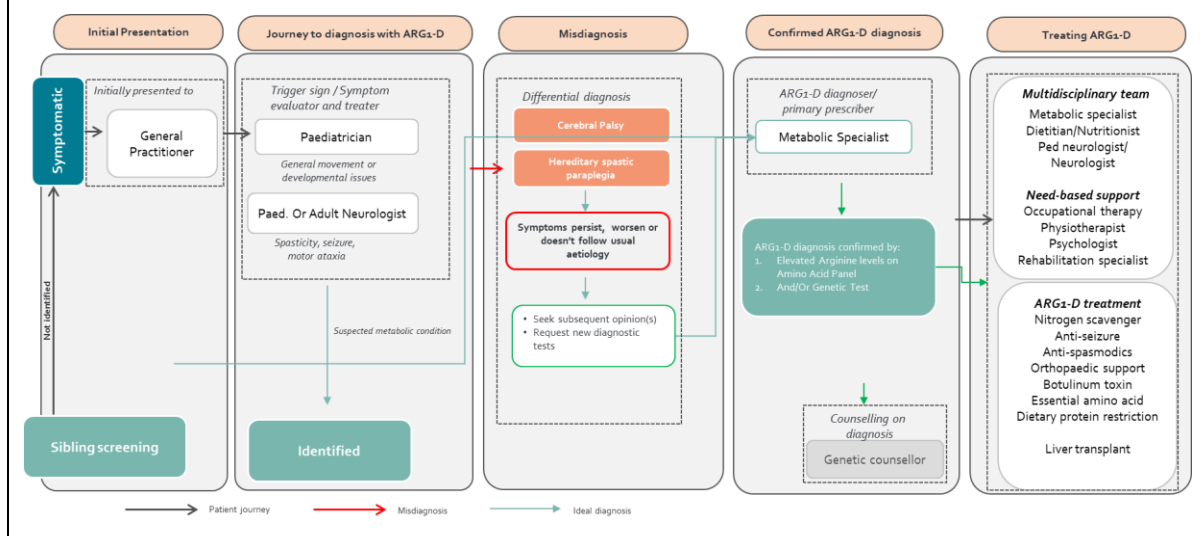 Initial Presentation
Journey to diagnosis with ARG1-D
Misdiagnosis
Confirmed ARG1-D diagnosis
Treating ARG1-D
Symptomatic
Initially presented to
General
Practitioner
Not identified
Sibling screening
Trigger sign / Symptom
evaluator and treater
Paediatrician
General movement or
developmental issues
Paed. Or Adult Neurologist
Spasticity, seizure,
motor ataxia
Suspected metabolic condition
Identified
Differential diagnosis
Cerebral Palsy
Hereditary spastic
paraplegia
Symptoms persist, worsen or
doesn't follow usual
aetiology
• Seek subsequent opinion(s)
• Request new diagnostic
tests
ARG1-D diagnoser/
primary prescriber
Metabolic Specialist
ARG1-D diagnosis confirmed by:
1. Elevated Arginine levels on
Amino Acid Panel
2. And/Or Genetic Test
Counselling on
diagnosis
Genetic counsellor
Multidisciplinary team
Metabolic specialist
Dietitian/Nutritionist
Ped neurologist/
Neurologist
Need-based support
Occupational therapy
Physiotherapist
Psychologist
Rehabilitation specialist
ARG1-D treatment
Nitrogen scavenger
Anti-seizure
Anti-spasmodics
Orthopaedic support
Botulinum toxin
Essential amino acid
Dietary protein restriction
Liver transplant
Patient journey
Misdiagnosis
Ideal diagnosis